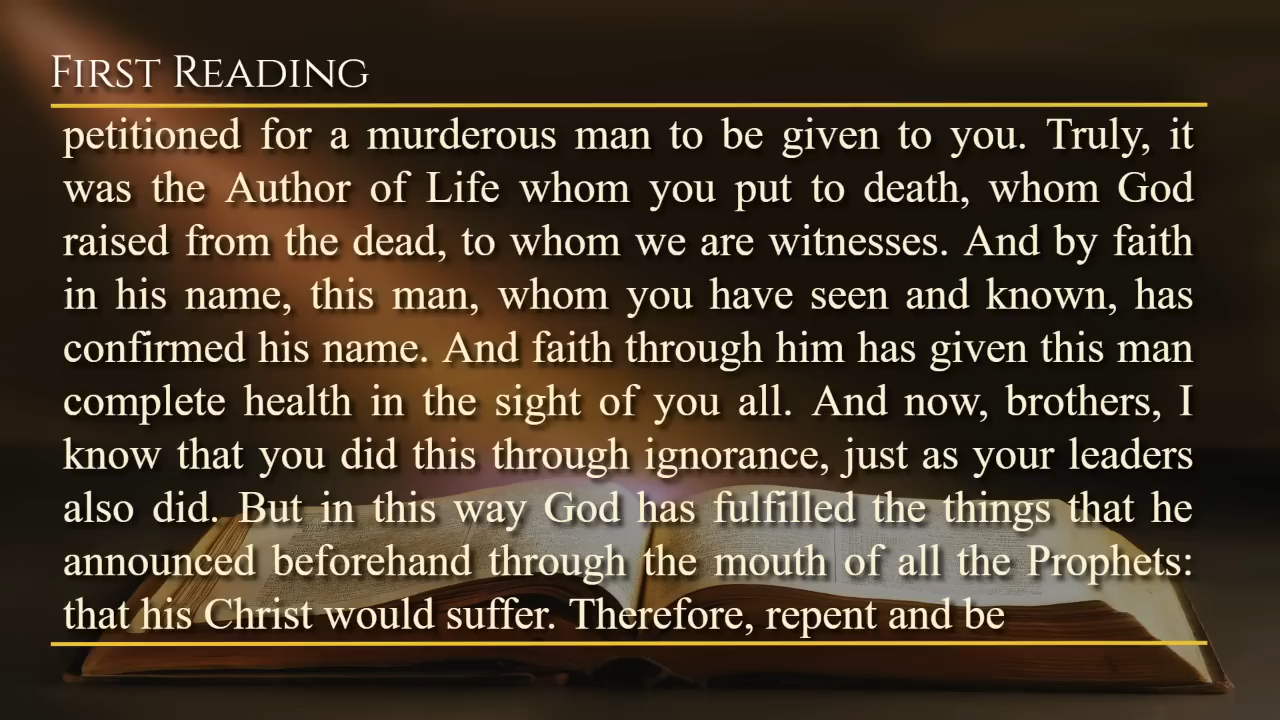 First Reading
petitioned for a murderous man to be given to you. Truly, it
was the Author of Life whom you put to death, whom God
raised from the dead, to whom we are witnesses. And by faith
in his name, this man, whom you have seen and known, has
confirmed his name. And faith through him has given this man
complete health in the sight of you all. And now, brothers, I
know that you did this through ignorance, just as your leaders
also did. But in this way God has fulfilled the things that he
announced beforehand through the mouth of all the Prophets:
that his Christ would suffer. Therefore, repent and be